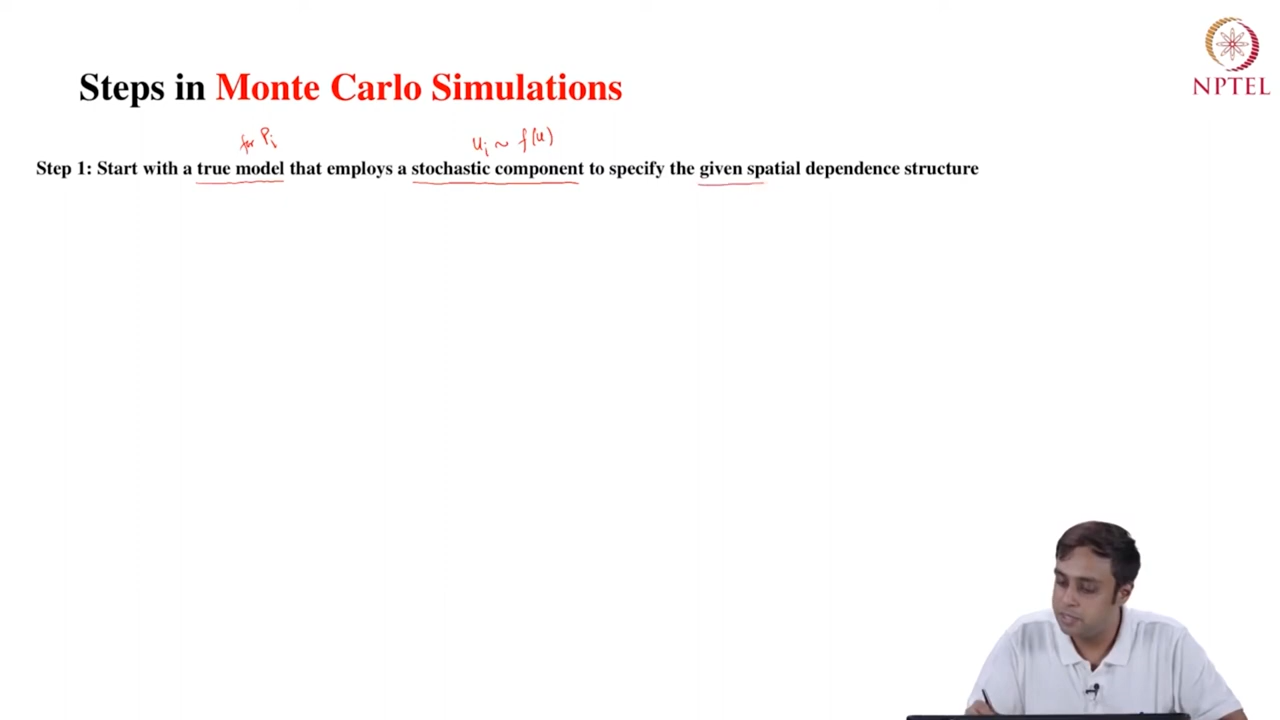 NPTEL
Steps in Monte Carlo Simulations
for Pi
ui ~ f(u)
Step 1: Start with a true model that employs a stochastic component to specify the given spatial dependence structure